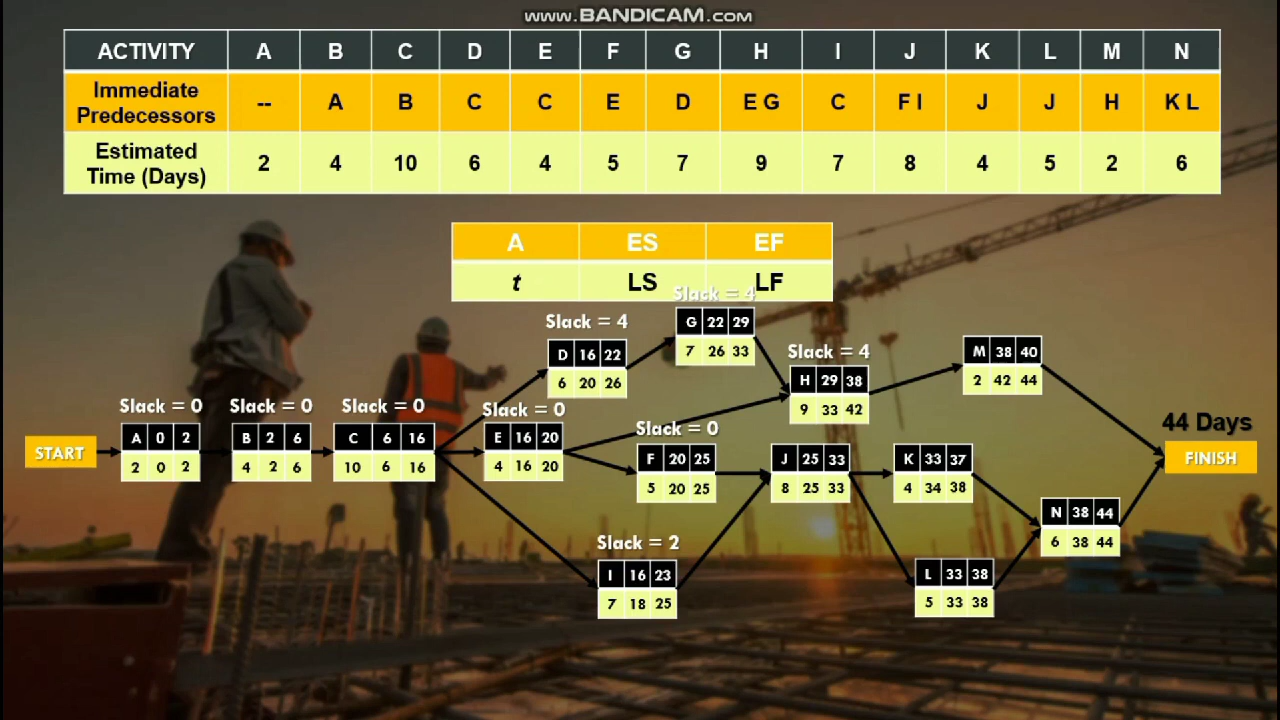 www.BANDICAM.com
ACTIVITY A B C D E F G H I J K L M N
Immediate Predecessors -- A B C C E D E G C F I J J H K L
Estimated Time (Days) 2 4 10 6 4 5 7 9 7 8 4 5 2 6
A ES EF
t LS LF
Slack = 4
G 22 29
7 26 33
Slack = 4
D 16 22
6 20 26
Slack = 4
H 29 38
9 33 42
M 38 40
2 42 44
Slack = 0
A 0 2
2 0 2
Slack = 0
B 2 6
4 2 6
Slack = 0
C 6 16
10 6 16
Slack = 0
E 16 20
4 16 20
Slack = 0
F 20 25
5 20 25
J 25 33
8 25 33
K 33 37
4 34 38
44 Days
START
FINISH
N 38 44
6 38 44
Slack = 2
I 16 23
7 18 25
L 33 38
5 33 38